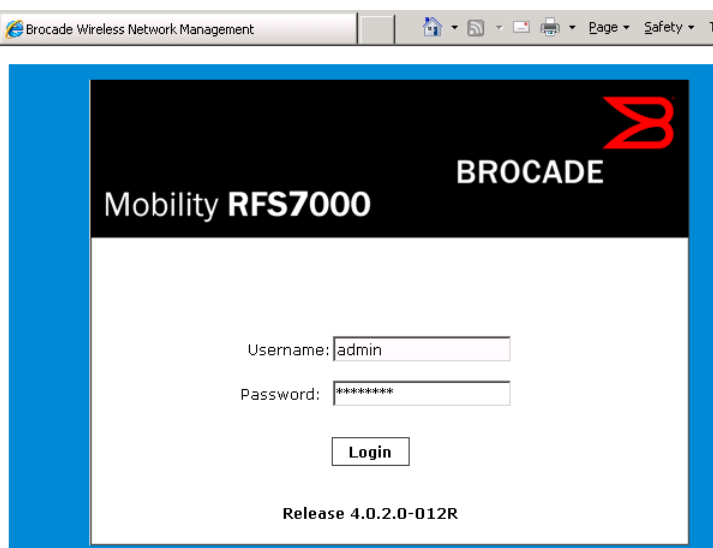 Brocade Wireless Network Management
Page Safety
BROCADE
Mobility RFS7000
Username: admin
Password: ********
Login
Release 4.0.2.0-012R